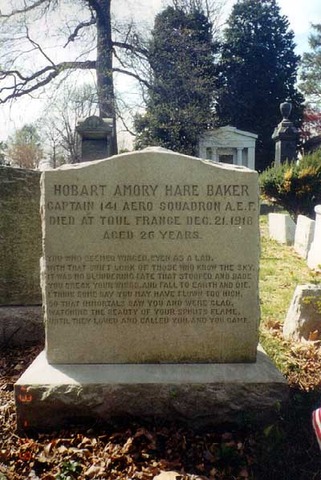 HOBART AMORY HARE BAKER
CAPTAIN 141 AERO SQUADRON A.E.F.
DIED AT TOUL FRANCE DEC. 21, 1918
AGED 26 YEARS.
YOU WHO SEEMED WINGED, EVEN AS A LAD,
WITH THAT SWIFT LOOK OF THOSE WHO KNOW THE SKY,
IT WAS NO BLUNDERING FATE THAT STOOPED AND BADE
YOU BREAK YOUR WINGS, AND FALL TO EARTH AND DIE.
I THINK SOME DAY YOU MAY HAVE FLOWN TOO HIGH,
SO THAT IMMORTALS SAW YOU AND WERE GLAD,
WATCHING THE BEAUTY OF YOUR SPIRITS FLAME,
UNTIL THEY LOVED AND CALLED YOU, AND YOU CAME.